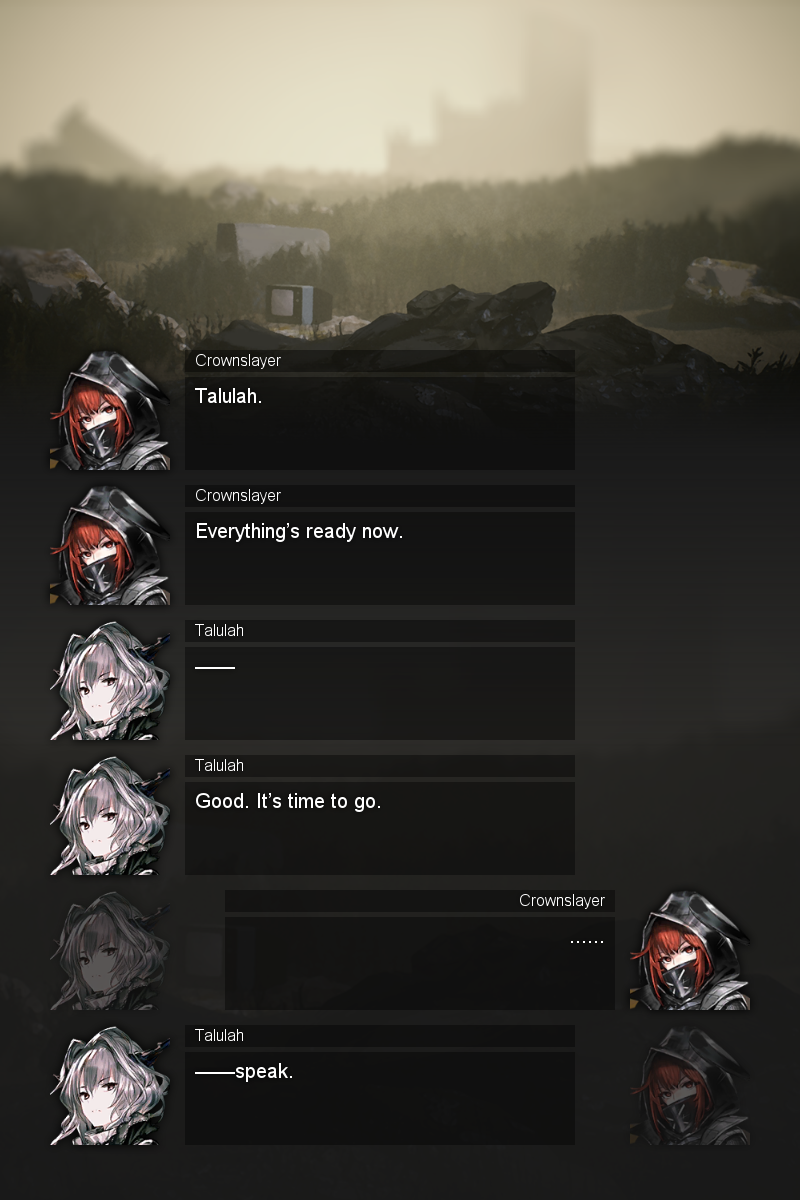 Crownslayer
Talulah.
Crownslayer
Everything’s ready now.
Talulah
——
Talulah
Good. It’s time to go.
Crownslayer
......
Talulah
——speak.